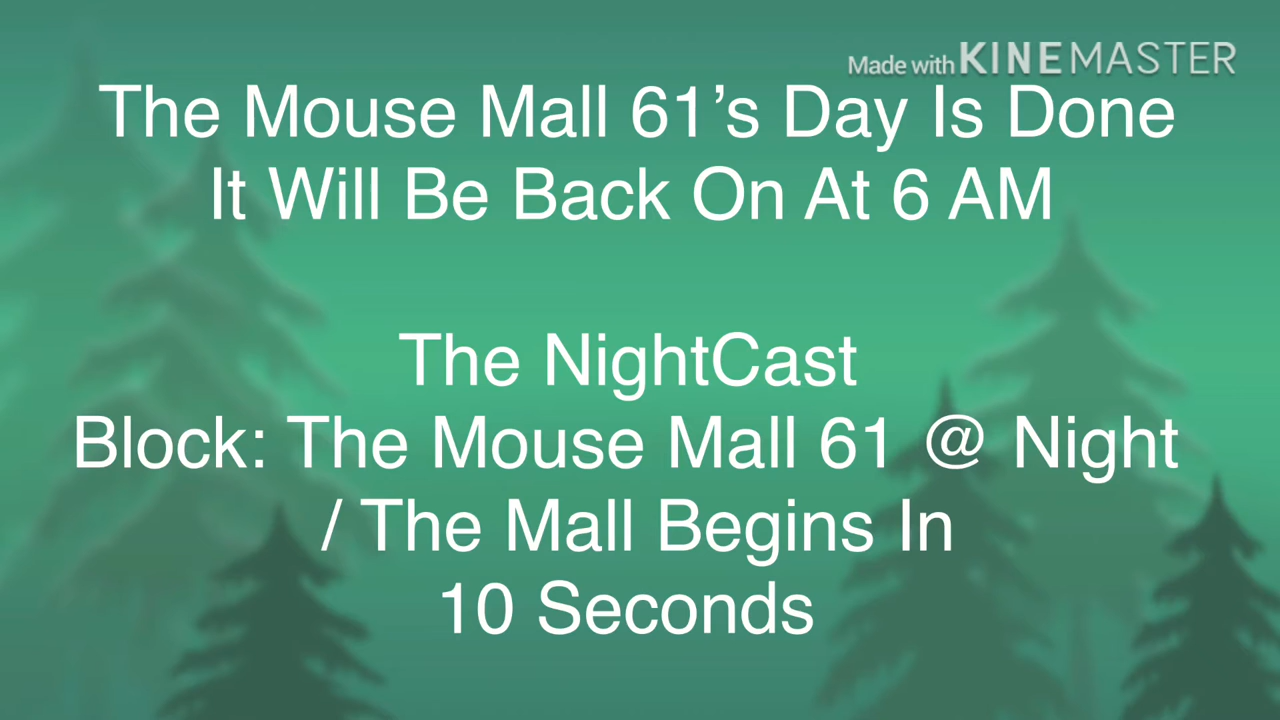 Made with KINEMASTER
The Mouse Mall 61’s Day Is Done
It Will Be Back On At 6 AM
The NightCast
Block: The Mouse Mall 61 @ Night
/ The Mall Begins In
10 Seconds